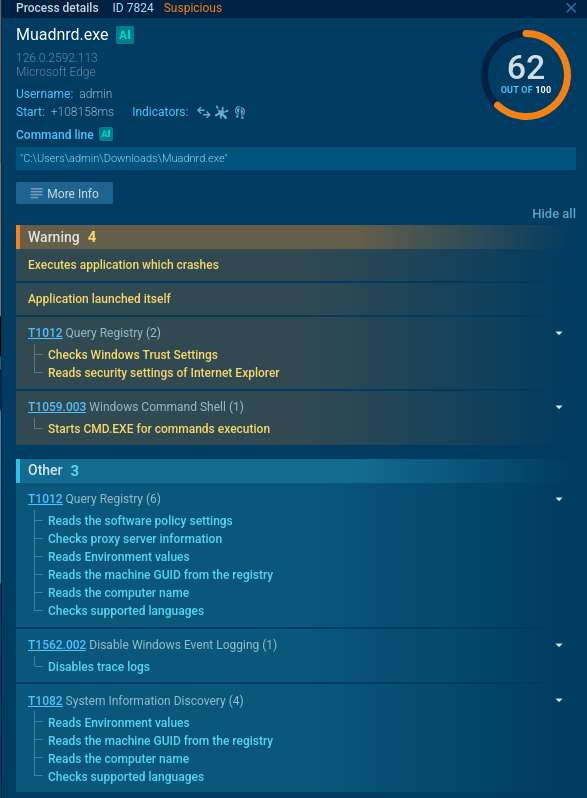 Process details ID 7824 Suspicious
Muadnrd.exe AI
126.0.2592.113
Microsoft Edge
Username: admin
Start: +108158ms Indicators:
62
OUT OF 100
Command line AI
"C:\Users\admin\Downloads\Muadnrd.exe"
More Info
Hide all
Warning 4
Executes application which crashes
Application launched itself
T1012 Query Registry (2)
Checks Windows Trust Settings
Reads security settings of Internet Explorer
T1059.003 Windows Command Shell (1)
Starts CMD.EXE for commands execution
Other 3
T1012 Query Registry (6)
Reads the software policy settings
Checks proxy server information
Reads Environment values
Reads the machine GUID from the registry
Reads the computer name
Checks supported languages
T1562.002 Disable Windows Event Logging (1)
Disables trace logs
T1082 System Information Discovery (4)
Reads Environment values
Reads the machine GUID from the registry
Reads the computer name
Checks supported languages